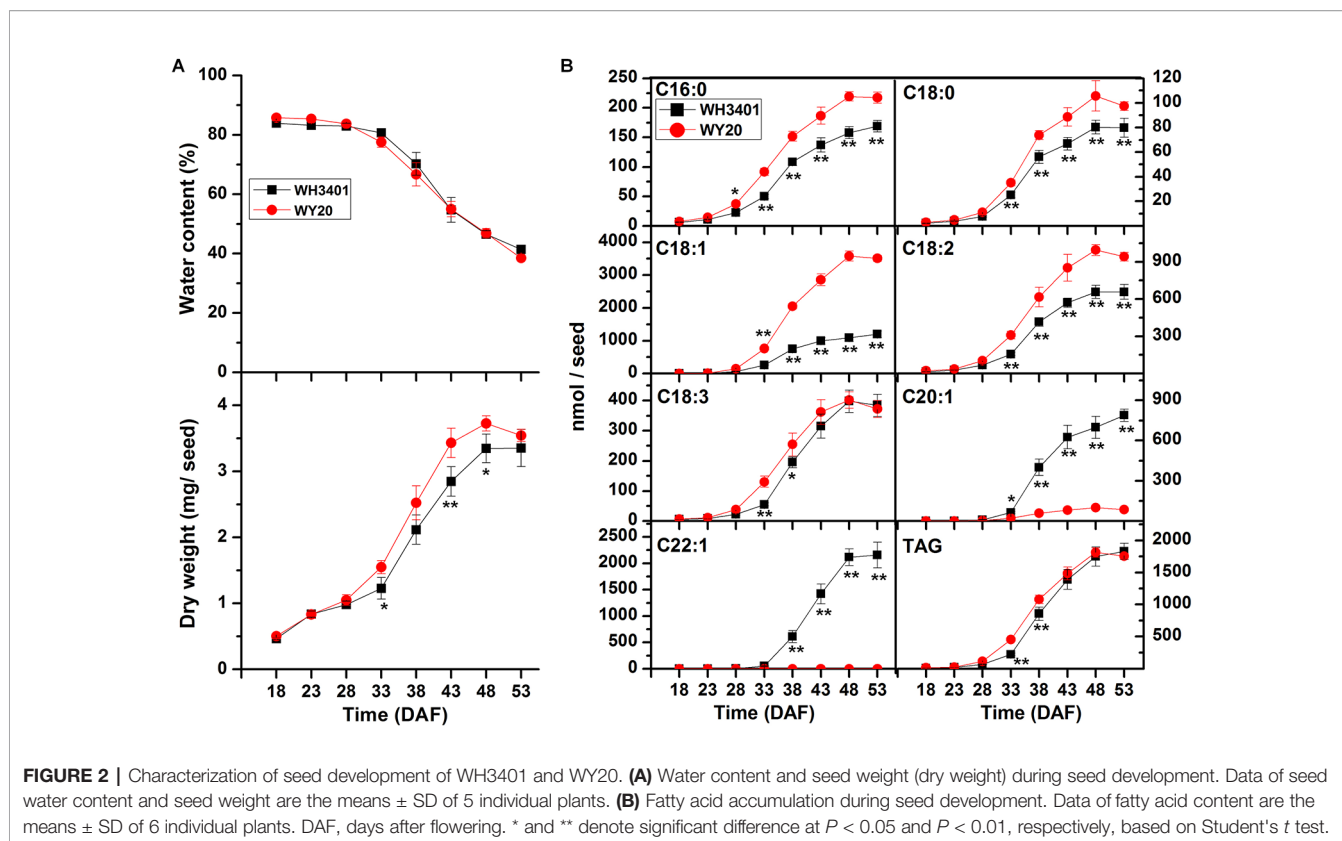 A
100
80
60
40
20
0
Water content (%)
WH3401
WY20
4
3
2
1
0
Dry weight (mg/ seed)
*
**
*
18 23 28 33 38 43 48 53
Time (DAF)
B
nmol / seed
C16:0
WH3401
WY20
250
200
150
100
50
0
*
** ** ** ** **
C18:0
120
100
80
60
40
20
** ** ** ** **
C18:1
4000
3000
2000
1000
0
**
** ** ** **
C18:2
900
600
300
** ** ** ** **
C18:3
400
300
200
100
0
** *
C20:1
900
600
300
* ** ** ** **
C22:1
2500
2000
1500
1000
500
0
** ** ** **
TAG
2000
1500
1000
500
** **
18 23 28 33 38 43 48 53
Time (DAF)
18 23 28 33 38 43 48 53
Time (DAF)
FIGURE 2 | Characterization of seed development of WH3401 and WY20. (A) Water content and seed weight (dry weight) during seed development. Data of seed
water content and seed weight are the means ± SD of 5 individual plants. (B) Fatty acid accumulation during seed development. Data of fatty acid content are the
means ± SD of 6 individual plants. DAF, days after flowering. * and ** denote significant difference at P < 0.05 and P < 0.01, respectively, based on Student's t test.